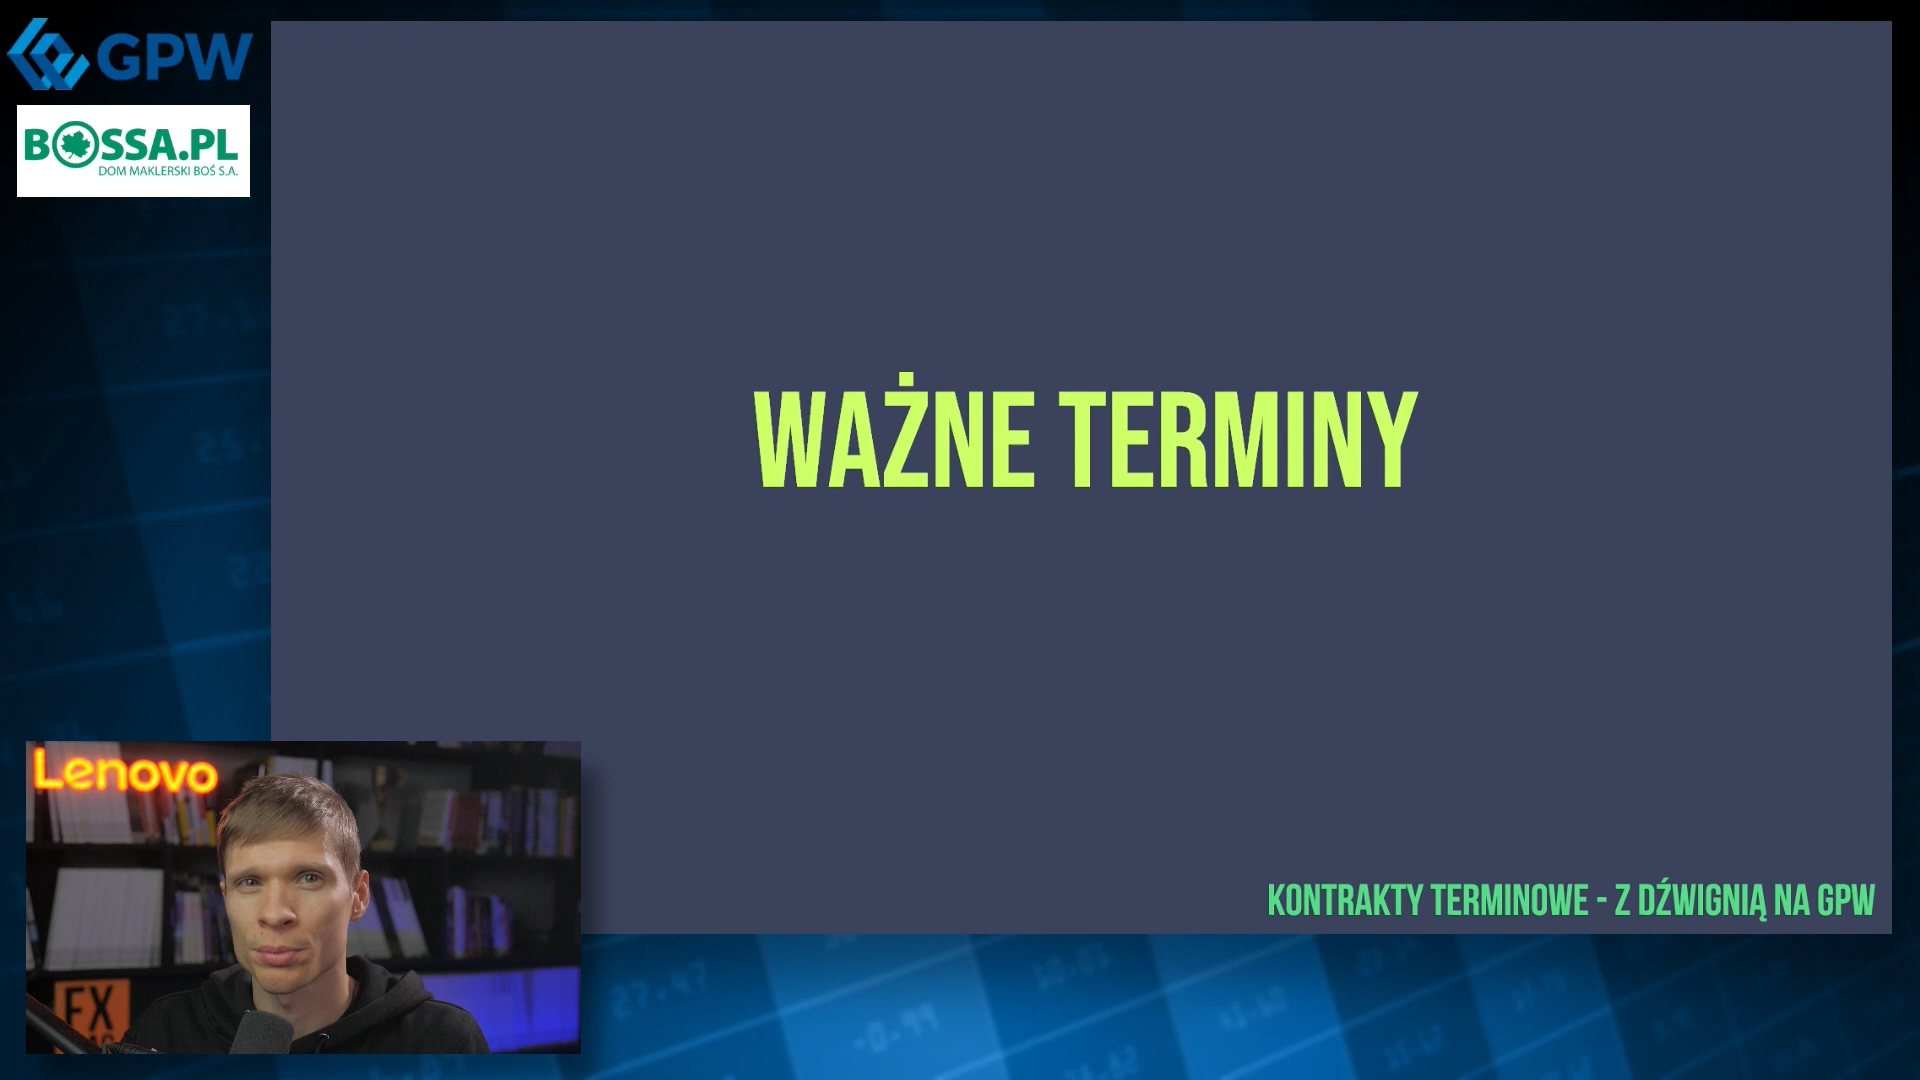 GPW
BOSSA.PL
DOM MAKLERSKI BOŚ S.A.
WAŻNE TERMINY
Lenovo
FX
KONTRAKTY TERMINOWE - Z DŹWIGNIĄ NA GPW